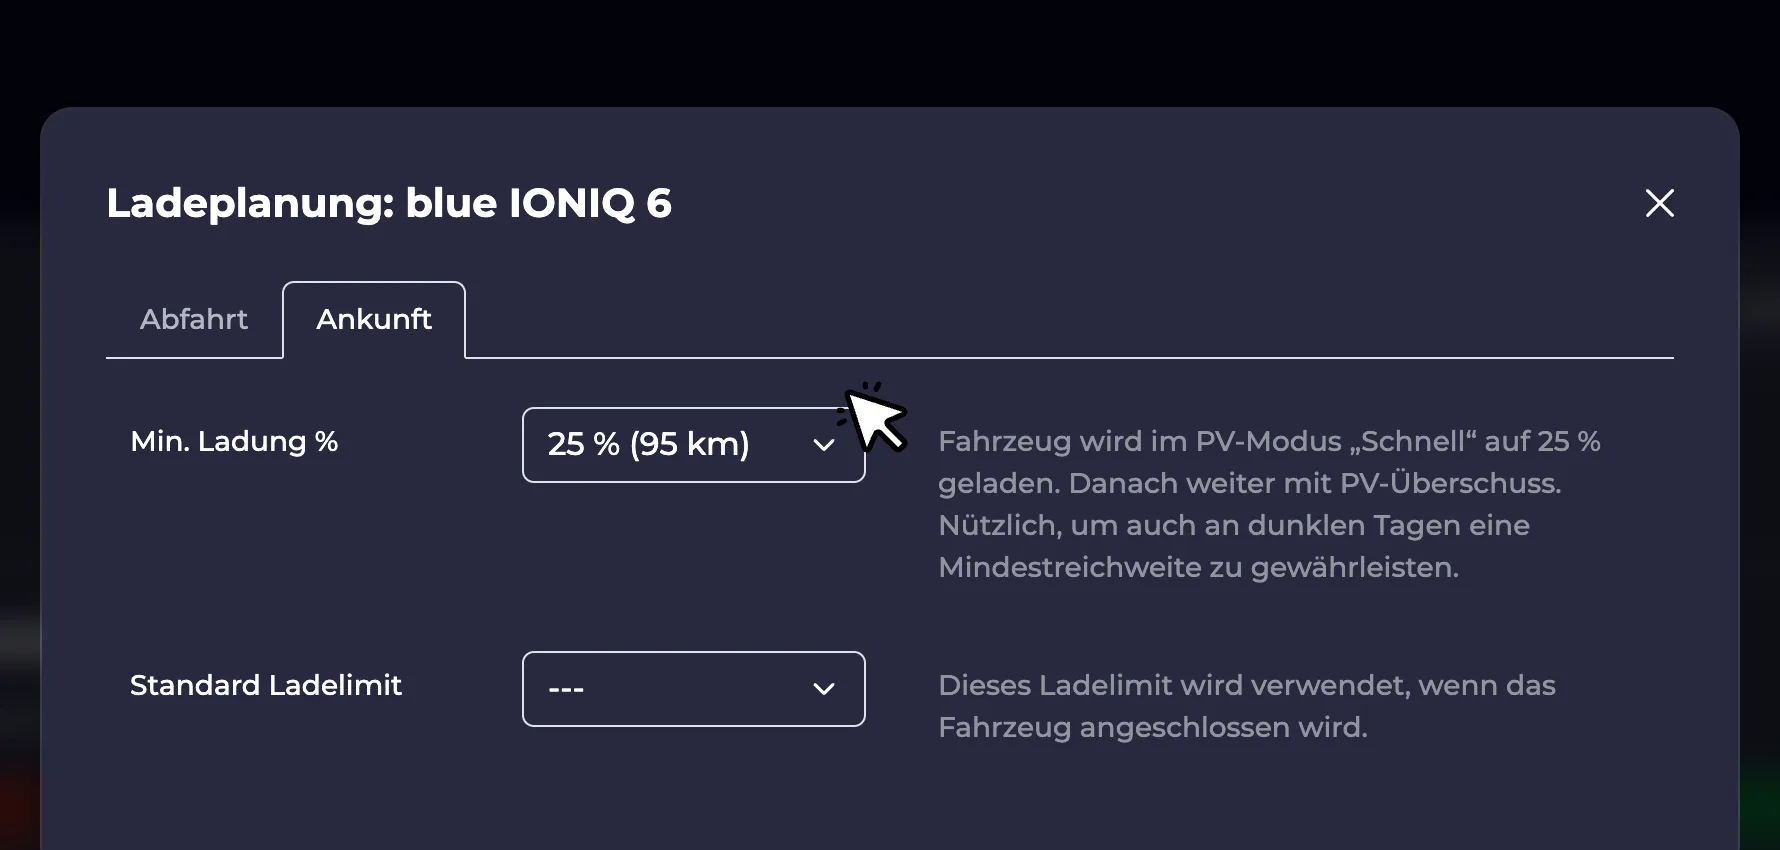 Ladeplanung: blue IONIQ 6
Abfahrt
Ankunft
Min. Ladung %
25 % (95 km)
Fahrzeug wird im PV-Modus „Schnell“ auf 25 %
geladen. Danach weiter mit PV-Überschuss.
Nützlich, um auch an dunklen Tagen eine
Mindestreichweite zu gewährleisten.
Standard Ladelimit
---
Dieses Ladelimit wird verwendet, wenn das
Fahrzeug angeschlossen wird.